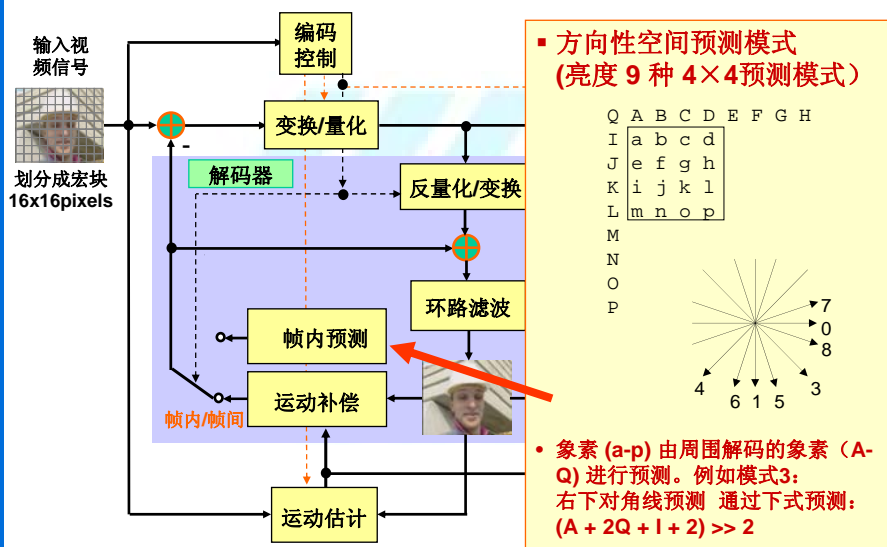 输入视
频信号
划分成宏块
16x16pixels
编码
控制
变换/量化
-
解码器
反量化/变换
环路滤波
帧内预测
运动补偿
帧内/帧间
运动估计
▪ 方向性空间预测模式
(亮度 9 种 4×4预测模式）
Q A B C D E F G H
I a b c d
J e f g h
K i j k l
L m n o p
M
N
O
P
7
0
8
4 6 1 5 3
• 象素 (a-p) 由周围解码的象素（A-
Q) 进行预测。例如模式3：
右下对角线预测 通过下式预测：
(A + 2Q + I + 2) >> 2